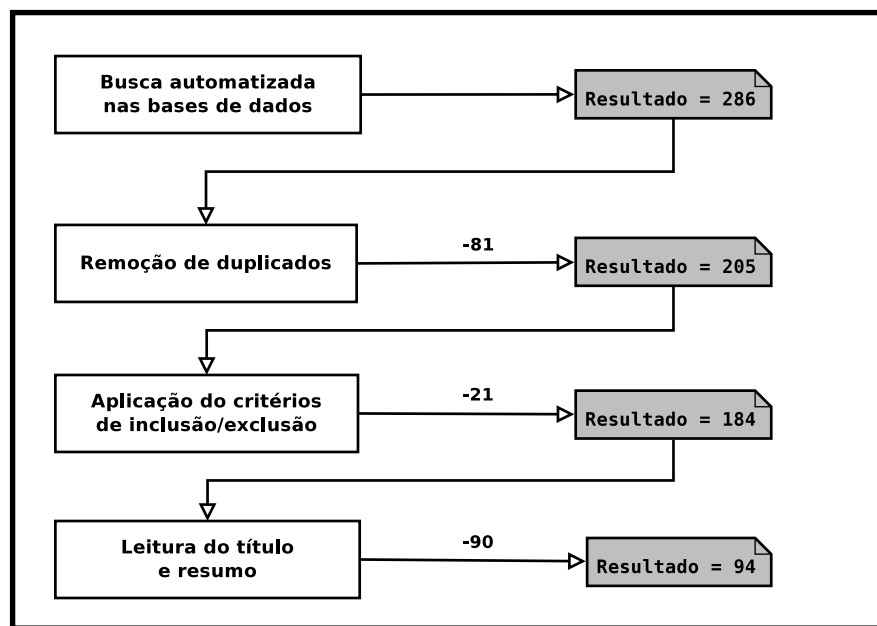 Busca automatizada
nas bases de dados
Resultado = 286
Remoção de duplicados
-81
Resultado = 205
Aplicação do critérios
de inclusão/exclusão
-21
Resultado = 184
Leitura do título
e resumo
-90
Resultado = 94